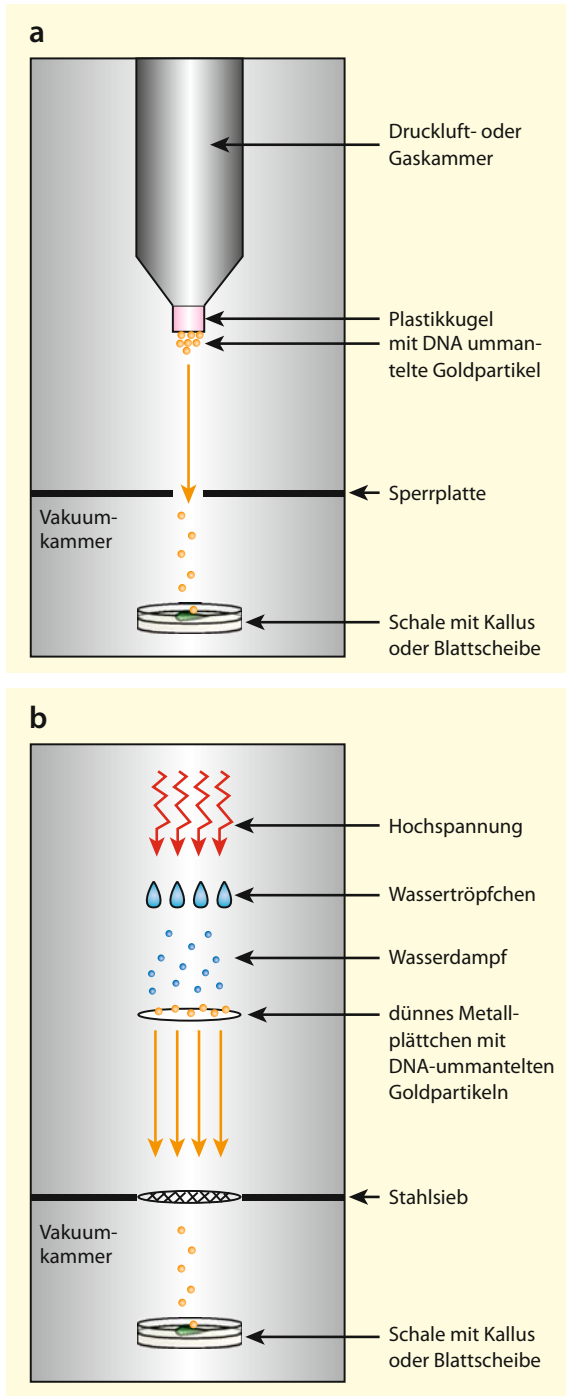 a
Druckluft- oder
Gaskammer
Plastikkugel
mit DNA umman-
telte Goldpartikel
Sperrplatte
Vakuum-
kammer
Schale mit Kallus
oder Blattscheibe
b
Hochspannung
Wassertröpfchen
Wasserdampf
dünnes Metall-
plättchen mit
DNA-ummantelten
Goldpartikeln
Stahlsieb
Vakuum-
kammer
Schale mit Kallus
oder Blattscheibe